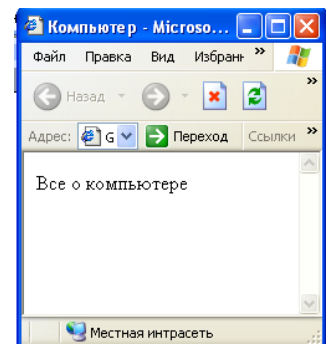 Компьютер - Microso...
Файл Правка Вид Избранн »
Назад »
Адрес: G Переход Ссылки »
Все о компьютере
Местная интрасеть